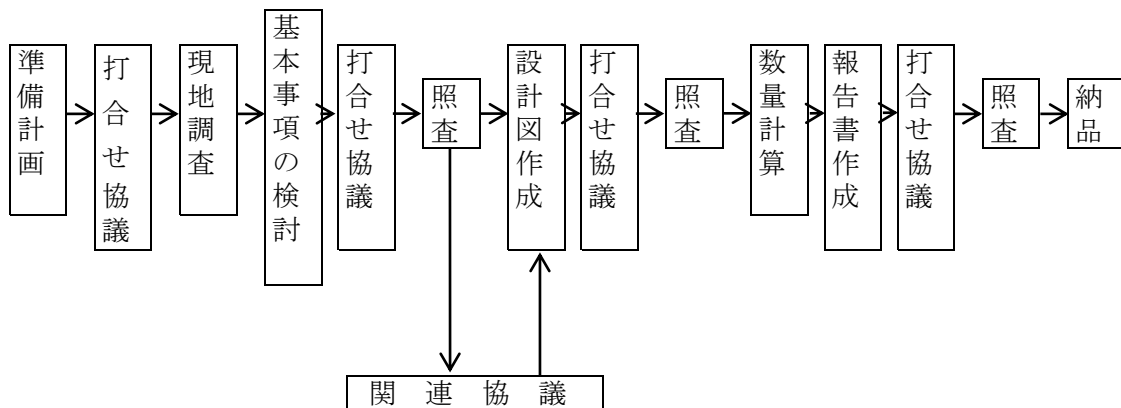 準備計画
打合せ協議
現地調査
基本事項の検討
打合せ協議
照査
設計図作成
打合せ協議
照査
数量計算
報告書作成
打合せ協議
照査
納品
関連協議